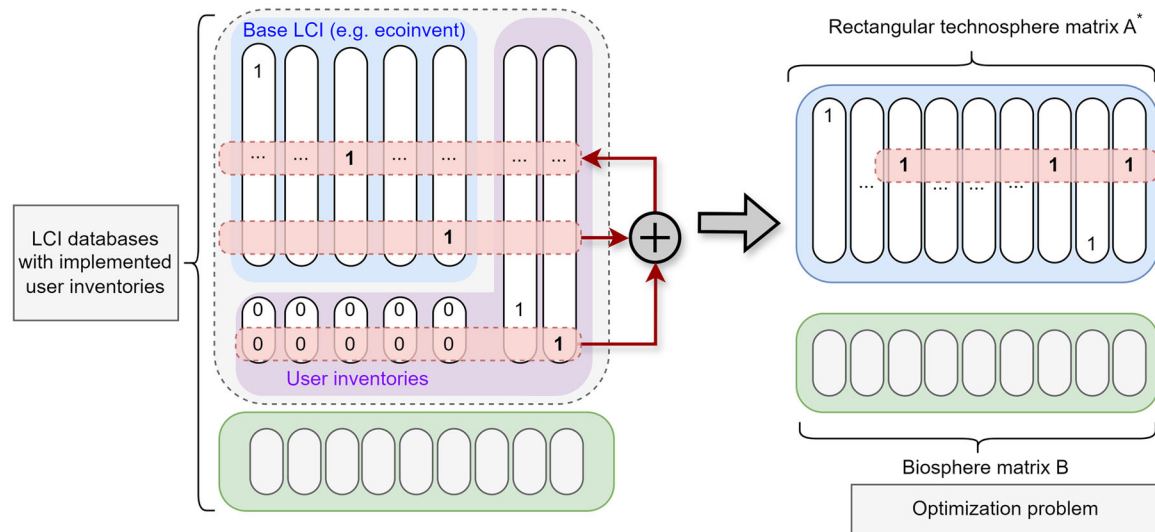 Base LCI (e.g. ecoinvent)
1
... ... 1 ... ... ... ...
1
0 0 0 0 0 1
0 0 0 0 0 1
User inventories
LCI databases
with implemented
user inventories
+
Rectangular technosphere matrix A*
1
1 1 1
... ... ... ...
1
Biosphere matrix B
Optimization problem